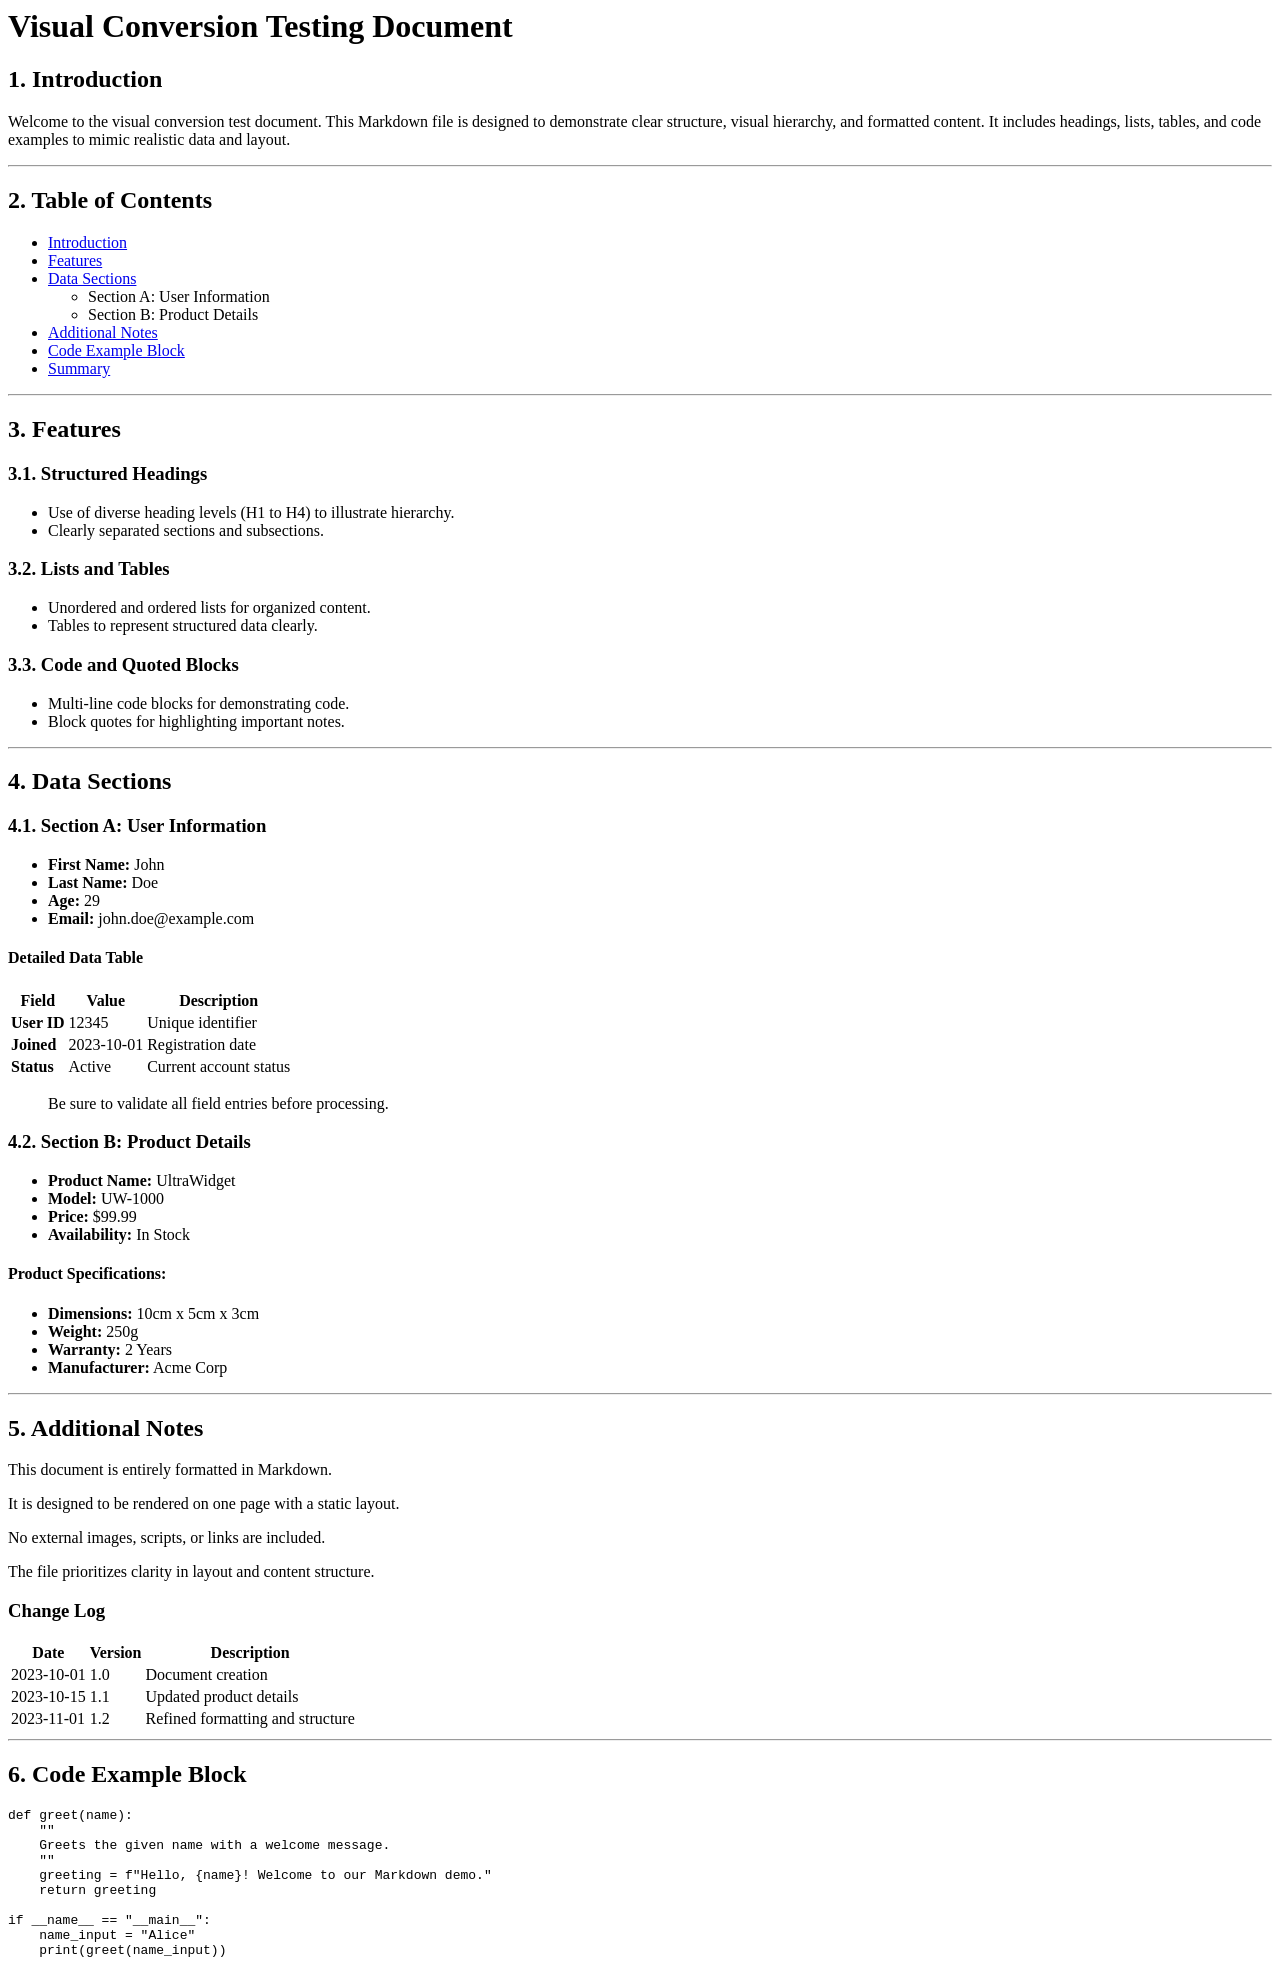 Visual Conversion Testing Document
1. Introduction
Welcome to the visual conversion test document. This Markdown file is designed to demonstrate clear structure, visual hierarchy, and formatted content. It includes headings, lists, tables, and code
examples to mimic realistic data and layout.
2. Table of Contents
Introduction
Features
Data Sections
Section A: User Information
Section B: Product Details
Additional Notes
Code Example Block
Summary
3. Features
3.1. Structured Headings
Use of diverse heading levels (H1 to H4) to illustrate hierarchy.
Clearly separated sections and subsections.
3.2. Lists and Tables
Unordered and ordered lists for organized content.
Tables to represent structured data clearly.
3.3. Code and Quoted Blocks
Multi-line code blocks for demonstrating code.
Block quotes for highlighting important notes.
4. Data Sections
4.1. Section A: User Information
First Name: John
Last Name: Doe
Age: 29
Email: john.doe@example.com
Detailed Data Table
Field Value Description
User ID 12345 Unique identifier
Joined 2023-10-01 Registration date
Status Active Current account status
Be sure to validate all field entries before processing.
4.2. Section B: Product Details
Product Name: UltraWidget
Model: UW-1000
Price: $99.99
Availability: In Stock
Product Specifications:
Dimensions: 10cm x 5cm x 3cm
Weight: 250g
Warranty: 2 Years
Manufacturer: Acme Corp
5. Additional Notes
This document is entirely formatted in Markdown.
It is designed to be rendered on one page with a static layout.
No external images, scripts, or links are included.
The file prioritizes clarity in layout and content structure.
Change Log
Date Version Description
2023-10-01 1.0 Document creation
2023-10-15 1.1 Updated product details
2023-11-01 1.2 Refined formatting and structure
6. Code Example Block
def greet(name):
    ""
    Greets the given name with a welcome message.
    ""
    greeting = f"Hello, {name}! Welcome to our Markdown demo."
    return greeting
if __name__ == "__main__":
    name_input = "Alice"
    print(greet(name_input))